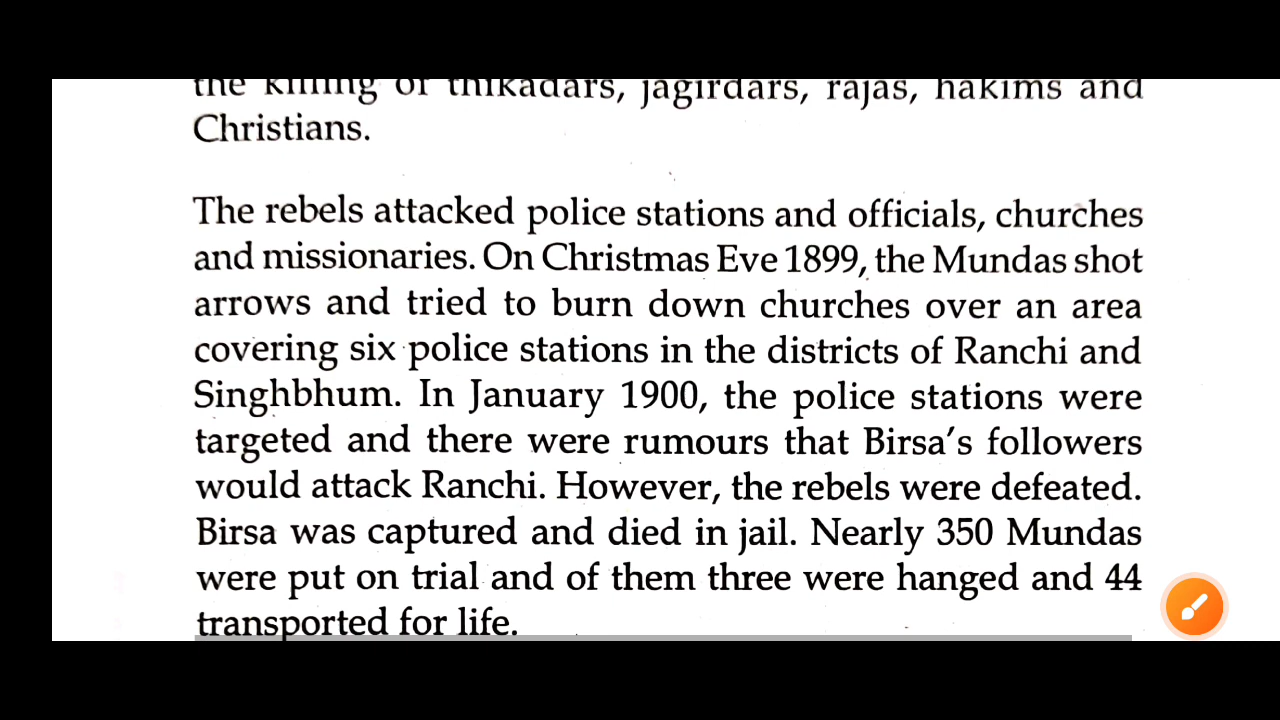 the killing of thikadars, jagirdars, rajas, hakims and
Christians.
The rebels attacked police stations and officials, churches
and missionaries. On Christmas Eve 1899, the Mundas shot
arrows and tried to burn down churches over an area
covering six police stations in the districts of Ranchi and
Singhbhum. In January 1900, the police stations were
targeted and there were rumours that Birsa's followers
would attack Ranchi. However, the rebels were defeated.
Birsa was captured and died in jail. Nearly 350 Mundas
were put on trial and of them three were hanged and 44
transported for life.